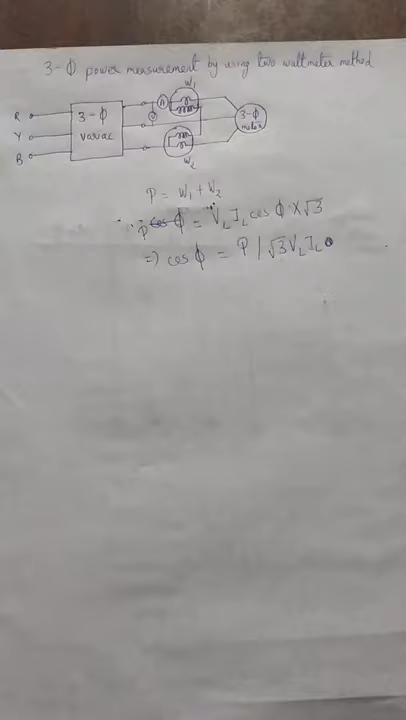 3-Φ power measurement by using two wattmeter method
W1
R
Y
B
3-Φ
variac
A
V
3-Φ
motor
W2
P = W1 + W2
∴ P = VL IL cos Φ × √3
⇒ cos Φ = P / √3 VL IL